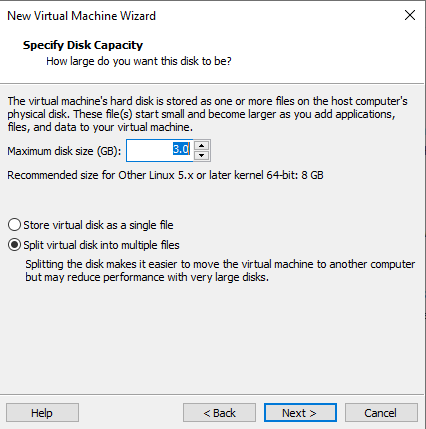 New Virtual Machine Wizard
Specify Disk Capacity
How large do you want this disk to be?
The virtual machine's hard disk is stored as one or more files on the host computer's
physical disk. These file(s) start small and become larger as you add applications,
files, and data to your virtual machine.
Maximum disk size (GB): 3.0
Recommended size for Other Linux 5.x or later kernel 64-bit: 8 GB
Store virtual disk as a single file
Split virtual disk into multiple files
Splitting the disk makes it easier to move the virtual machine to another computer
but may reduce performance with very large disks.
Help < Back Next > Cancel